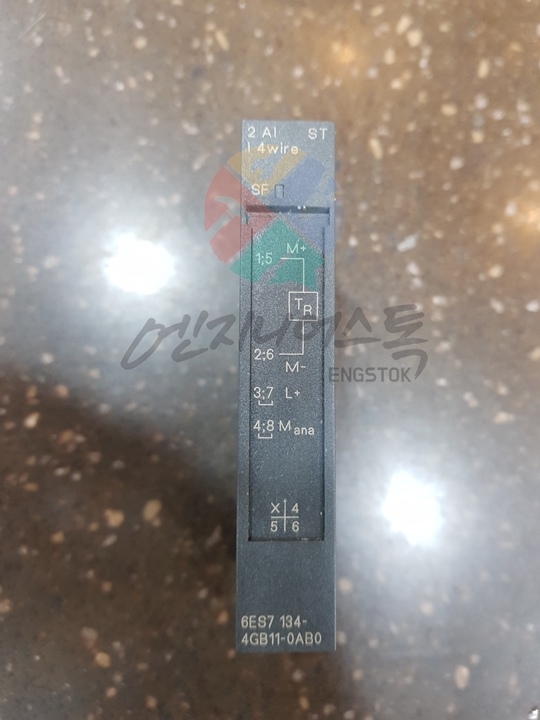 2 AI ST
I 4wire
SF
1;5 M+
TR
2;6
M-
3;7 L+
4;8 Mana
X 4
5 6
6ES7 134-
4GB11-0AB0
엔지니어스톡
ENGSTOK